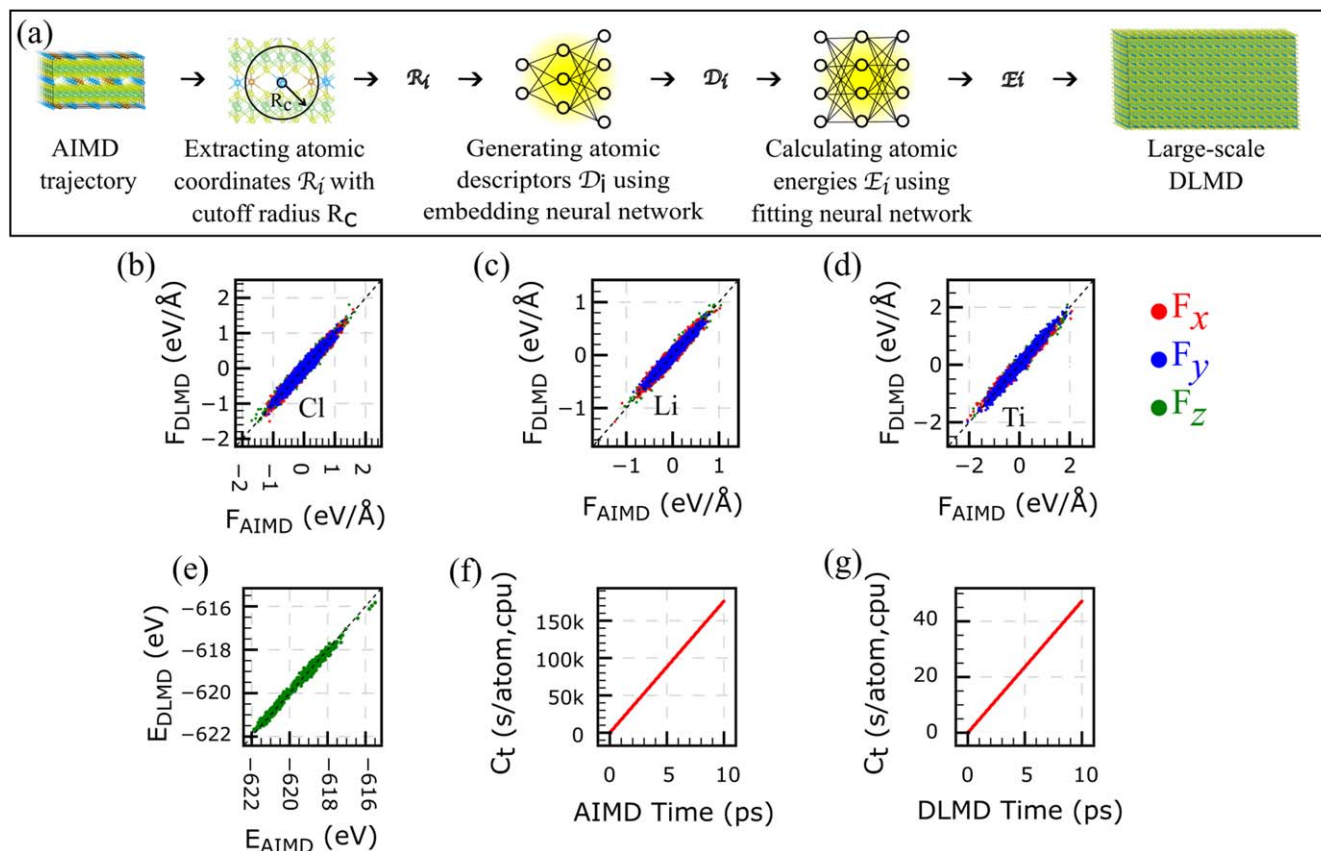 (a)
R_C
ℛi
𝒟i
ℰi
AIMD
trajectory
Extracting atomic
coordinates ℛi with
cutoff radius R_C
Generating atomic
descriptors 𝒟i using
embedding neural network
Calculating atomic
energies ℰi using
fitting neural network
Large-scale
DLMD
(b)
F_DLMD (eV/Å)
2
1
0
−1
−2
Cl
−2 −1 0 1 2
F_AIMD (eV/Å)
(c)
F_DLMD (eV/Å)
1
0
−1
Li
−1 0 1
F_AIMD (eV/Å)
(d)
F_DLMD (eV/Å)
2
0
−2
Ti
−2 0 2
F_AIMD (eV/Å)
F_x
F_y
F_z
(e)
E_DLMD (eV)
−616
−618
−620
−622
−622 −620 −618 −616
E_AIMD (eV)
(f)
C_t (s/atom,cpu)
150k
100k
50k
0
0 5 10
AIMD Time (ps)
(g)
C_t (s/atom,cpu)
40
20
0
0 5 10
DLMD Time (ps)